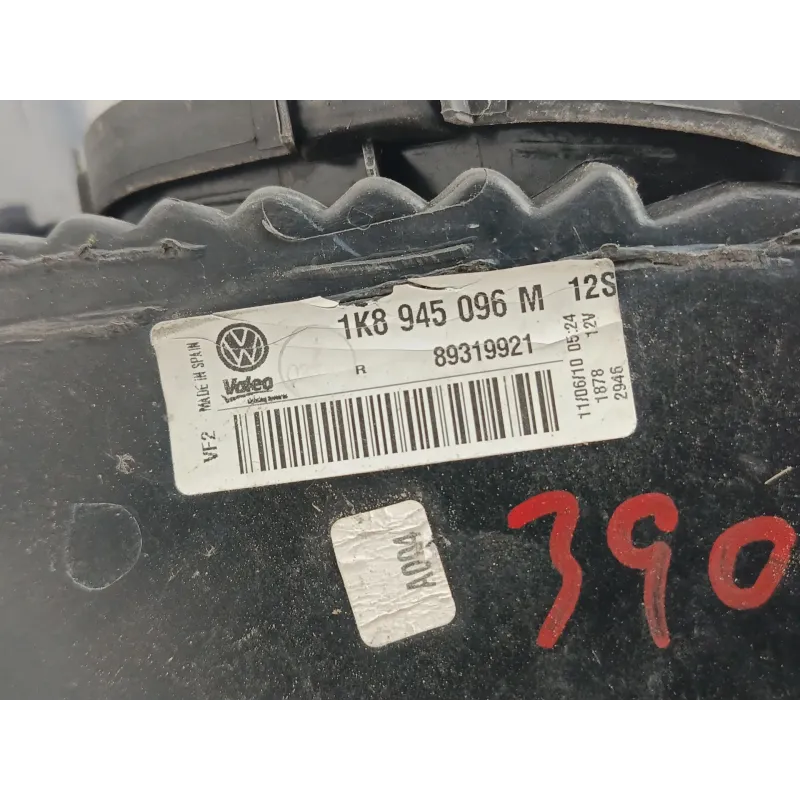 1K8 945 096 M 12S
R 89319921
VW
Valeo
VF2 MADE IN SPAIN
11/06/10 05:24
1878 12V
2946
A004
390